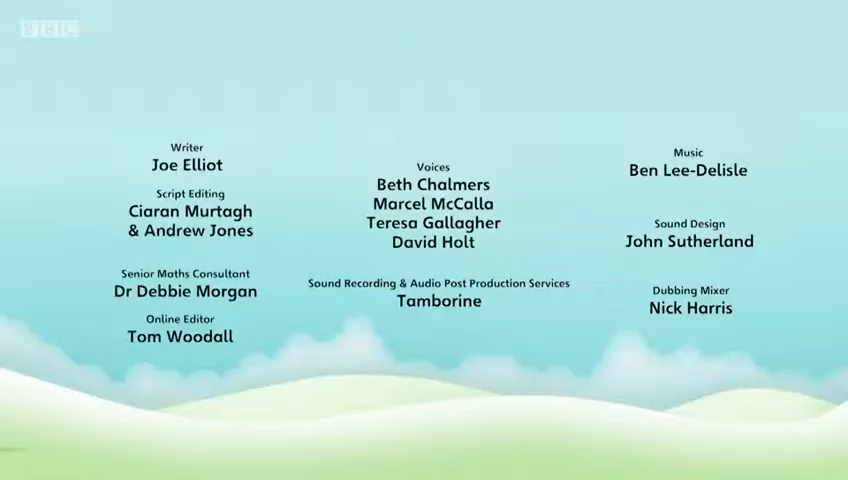 BBC
Writer
Joe Elliot
Script Editing
Ciaran Murtagh
& Andrew Jones
Senior Maths Consultant
Dr Debbie Morgan
Online Editor
Tom Woodall
Voices
Beth Chalmers
Marcel McCalla
Teresa Gallagher
David Holt
Sound Recording & Audio Post Production Services
Tamborine
Music
Ben Lee-Delisle
Sound Design
John Sutherland
Dubbing Mixer
Nick Harris